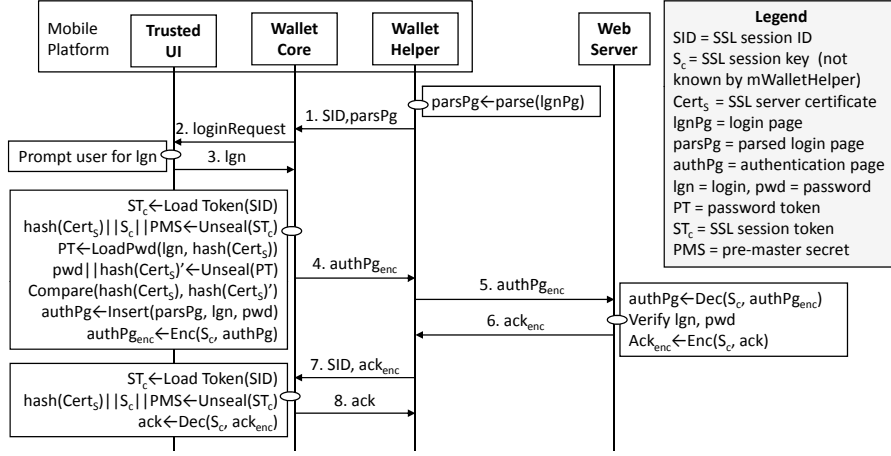 Mobile
Platform
Trusted
UI
Wallet
Core
Wallet
Helper
Web
Server
Legend
SID = SSL session ID
Sc = SSL session key (not
known by mWalletHelper)
CertS = SSL server certificate
lgnPg = login page
parsPg = parsed login page
authPg = authentication page
lgn = login, pwd = password
PT = password token
STc = SSL session token
PMS = pre-master secret
parsPg←parse(lgnPg)
1. SID,parsPg
2. loginRequest
Prompt user for lgn
3. lgn
STc←Load Token(SID)
hash(CertS)||Sc||PMS←Unseal(STc)
PT←LoadPwd(lgn, hash(CertS))
pwd||hash(CertS)’←Unseal(PT)
Compare(hash(CertS), hash(CertS)’)
authPg←Insert(parsPg, lgn, pwd)
authPgenc←Enc(Sc, authPg)
4. authPgenc
5. authPgenc
authPg←Dec(Sc, authPgenc)
Verify lgn, pwd
Ackenc←Enc(Sc, ack)
6. ackenc
7. SID, ackenc
STc←Load Token(SID)
hash(CertS)||Sc||PMS←Unseal(STc)
ack←Dec(Sc, ackenc)
8. ack